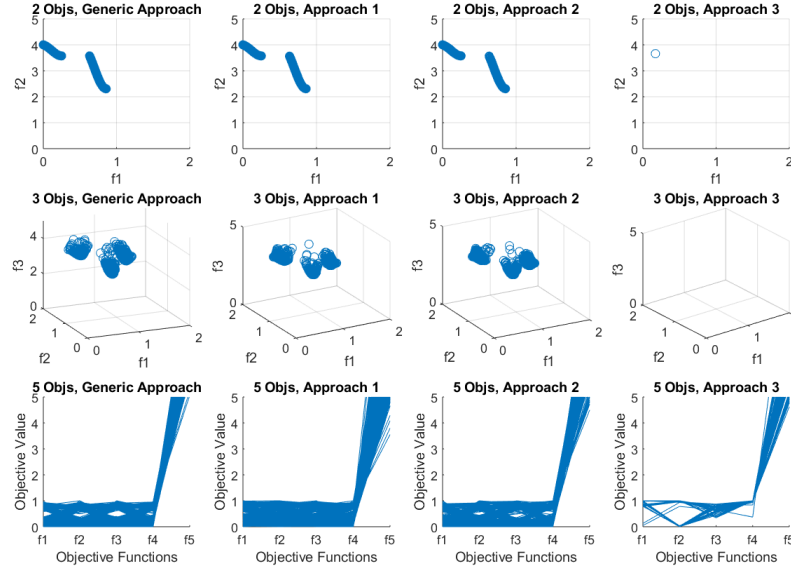 2 Objs, Generic Approach
5
4
3
2
1
0
f2
0
1
2
f1
2 Objs, Approach 1
5
4
3
2
1
0
f2
0
1
2
f1
2 Objs, Approach 2
5
4
3
2
1
0
f2
0
1
2
f1
2 Objs, Approach 3
5
4
3
2
1
0
f2
0
1
2
f1
3 Objs, Generic Approach
4
2
0
f3
2
1
0
f2
0
1
2
f1
3 Objs, Approach 1
5
0
f3
2
1
0
f2
0
1
2
f1
3 Objs, Approach 2
5
0
f3
2
1
0
f2
0
1
2
f1
3 Objs, Approach 3
5
0
f3
2
1
0
f2
0
1
2
f1
5 Objs, Generic Approach
5
4
3
2
1
0
Objective Value
f1
f2
f3
f4
f5
Objective Functions
5 Objs, Approach 1
5
4
3
2
1
0
Objective Value
f1
f2
f3
f4
f5
Objective Functions
5 Objs, Approach 2
5
4
3
2
1
0
Objective Value
f1
f2
f3
f4
f5
Objective Functions
5 Objs, Approach 3
5
4
3
2
1
0
Objective Value
f1
f2
f3
f4
f5
Objective Functions